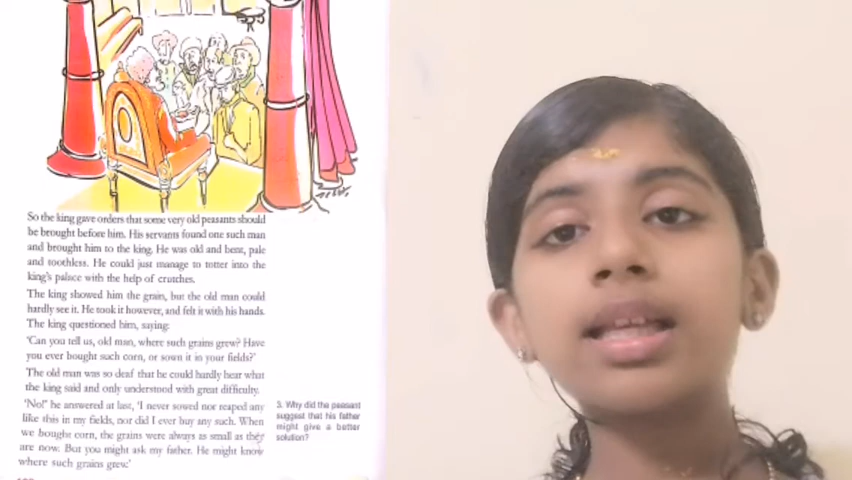 So the king gave orders that some very old peasants should
be brought before him. His servants found one such man
and brought him to the king. He was old and bent, pale
and toothless. He could just manage to totter into the
king's palace with the help of crutches.
The king showed him the grain, but the old man could
hardly see it. He took it however, and felt it with his hands.
The king questioned him, saying:
'Can you tell us, old man, where such grains grew? Have
you ever bought such corn, or sown it in your fields?'
The old man was so deaf that he could hardly hear what
the king said and only understood with great difficulty.
'No!' he answered at last, 'I never sowed nor reaped any
like this in my fields, nor did I ever buy any such. When
we bought corn, the grains were always as small as they
are now. But you might ask my father. He might know
where such grains grew.'
3. Why did the peasant
suggest that his father
might give a better
solution?